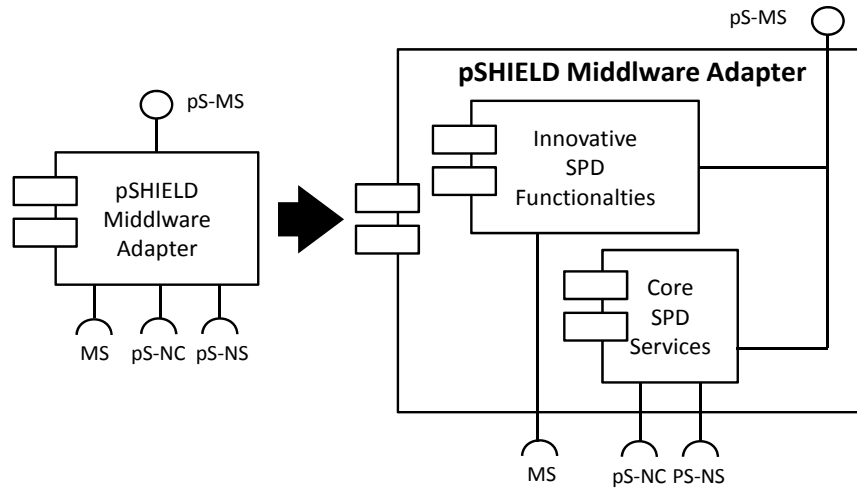 pS-MS
pSHIELD
Middlware
Adapter
MS
pS-NC
pS-NS
pS-MS
pSHIELD Middlware Adapter
Innovative
SPD
Functionalties
Core
SPD
Services
MS
pS-NC
PS-NS